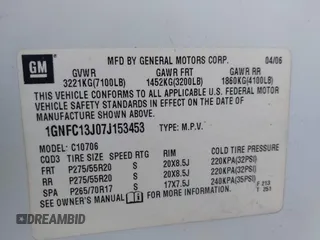 GM
MFD BY GENERAL MOTORS CORP. 04/06
GVWR GAWR FRT GAWR RR
3221KG(7100LB) 1452KG(3200LB) 1860KG(4100LB)
THIS VEHICLE CONFORMS TO ALL APPLICABLE U.S. FEDERAL MOTOR
VEHICLE SAFETY STANDARDS IN EFFECT ON THE DATE OF
MANUFACTURE SHOWN ABOVE.
1GNFC13J07J153453 TYPE: M.P.V.
MODEL: C10706
CQD3 TIRE SIZE SPEED RTG RIM COLD TIRE PRESSURE
FRT P275/55R20 S 20X8.5J 220KPA(32PSI)
RR P275/55R20 S 20X8.5J 220KPA(32PSI)
SPA P265/70R17 S 17X7.5J 240KPA(35PSI)
SEE OWNER'S MANUAL FOR MORE INFORMATION. F 213
T 251
DREAMBID